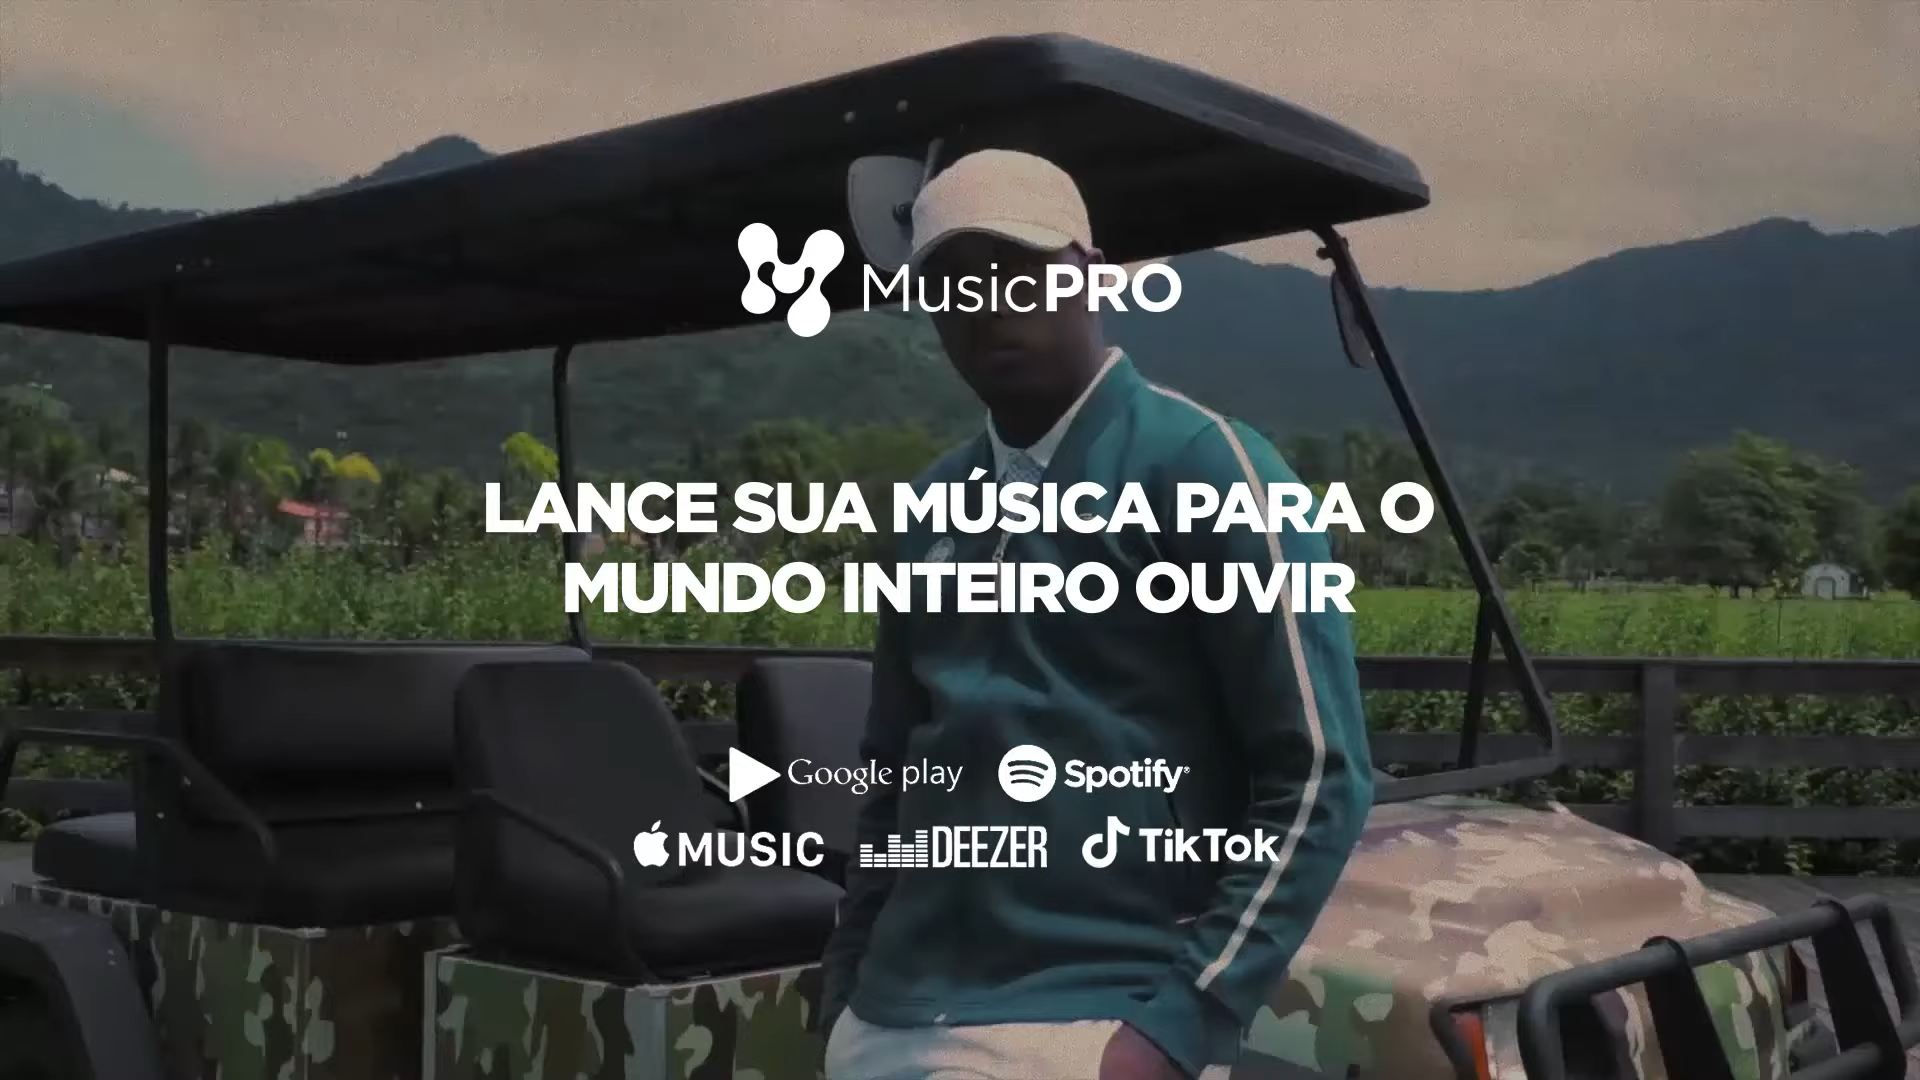 MusicPRO
LANCE SUA MÚSICA PARA O
MUNDO INTEIRO OUVIR
Google play Spotify
MUSIC DEEZER TikTok